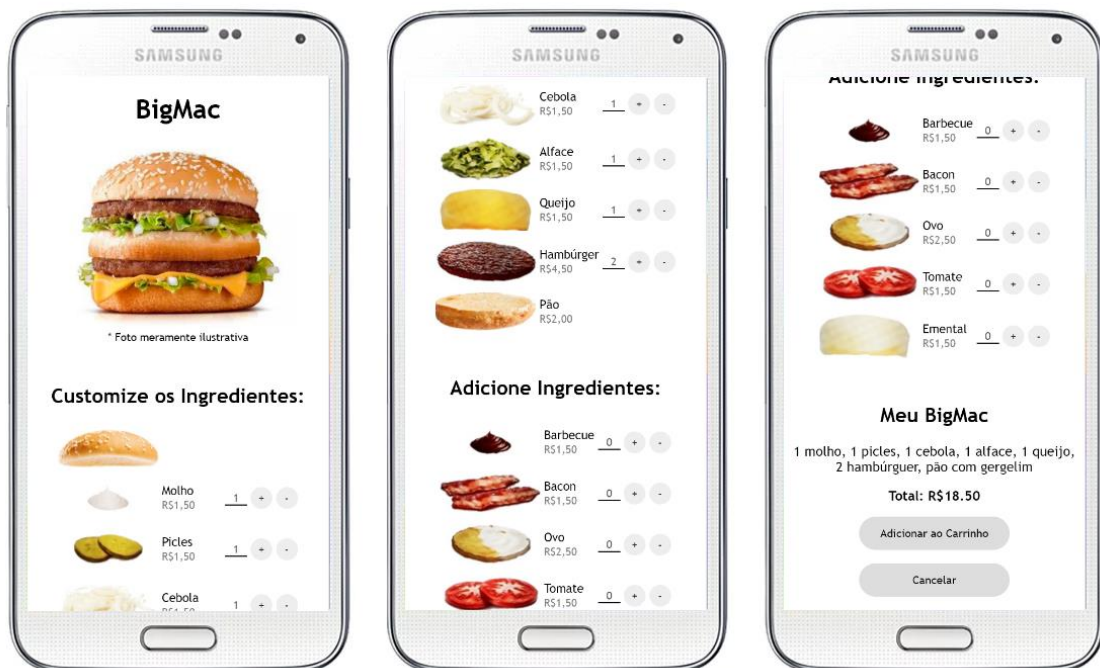 SAMSUNG
BigMac
* Foto meramente ilustrativa
Customize os Ingredientes:
Molho
R$1,50
1 + -
Picles
R$1,50
1 + -
Cebola
R$1,50
1 + -
SAMSUNG
Cebola
R$1,50
1 + -
Alface
R$1,50
1 + -
Queijo
R$1,50
1 + -
Hambúrger
R$4,50
2 + -
Pão
R$2,00
Adicione Ingredientes:
Barbecue
R$1,50
0 + -
Bacon
R$1,50
0 + -
Ovo
R$2,50
0 + -
Tomate
R$1,50
0 + -
SAMSUNG
Adicione Ingredientes:
Barbecue
R$1,50
0 + -
Bacon
R$1,50
0 + -
Ovo
R$2,50
0 + -
Tomate
R$1,50
0 + -
Emental
R$1,50
0 + -
Meu BigMac
1 molho, 1 picles, 1 cebola, 1 alface, 1 queijo,
2 hambúrguer, pão com gergelim
Total: R$18.50
Adicionar ao Carrinho
Cancelar